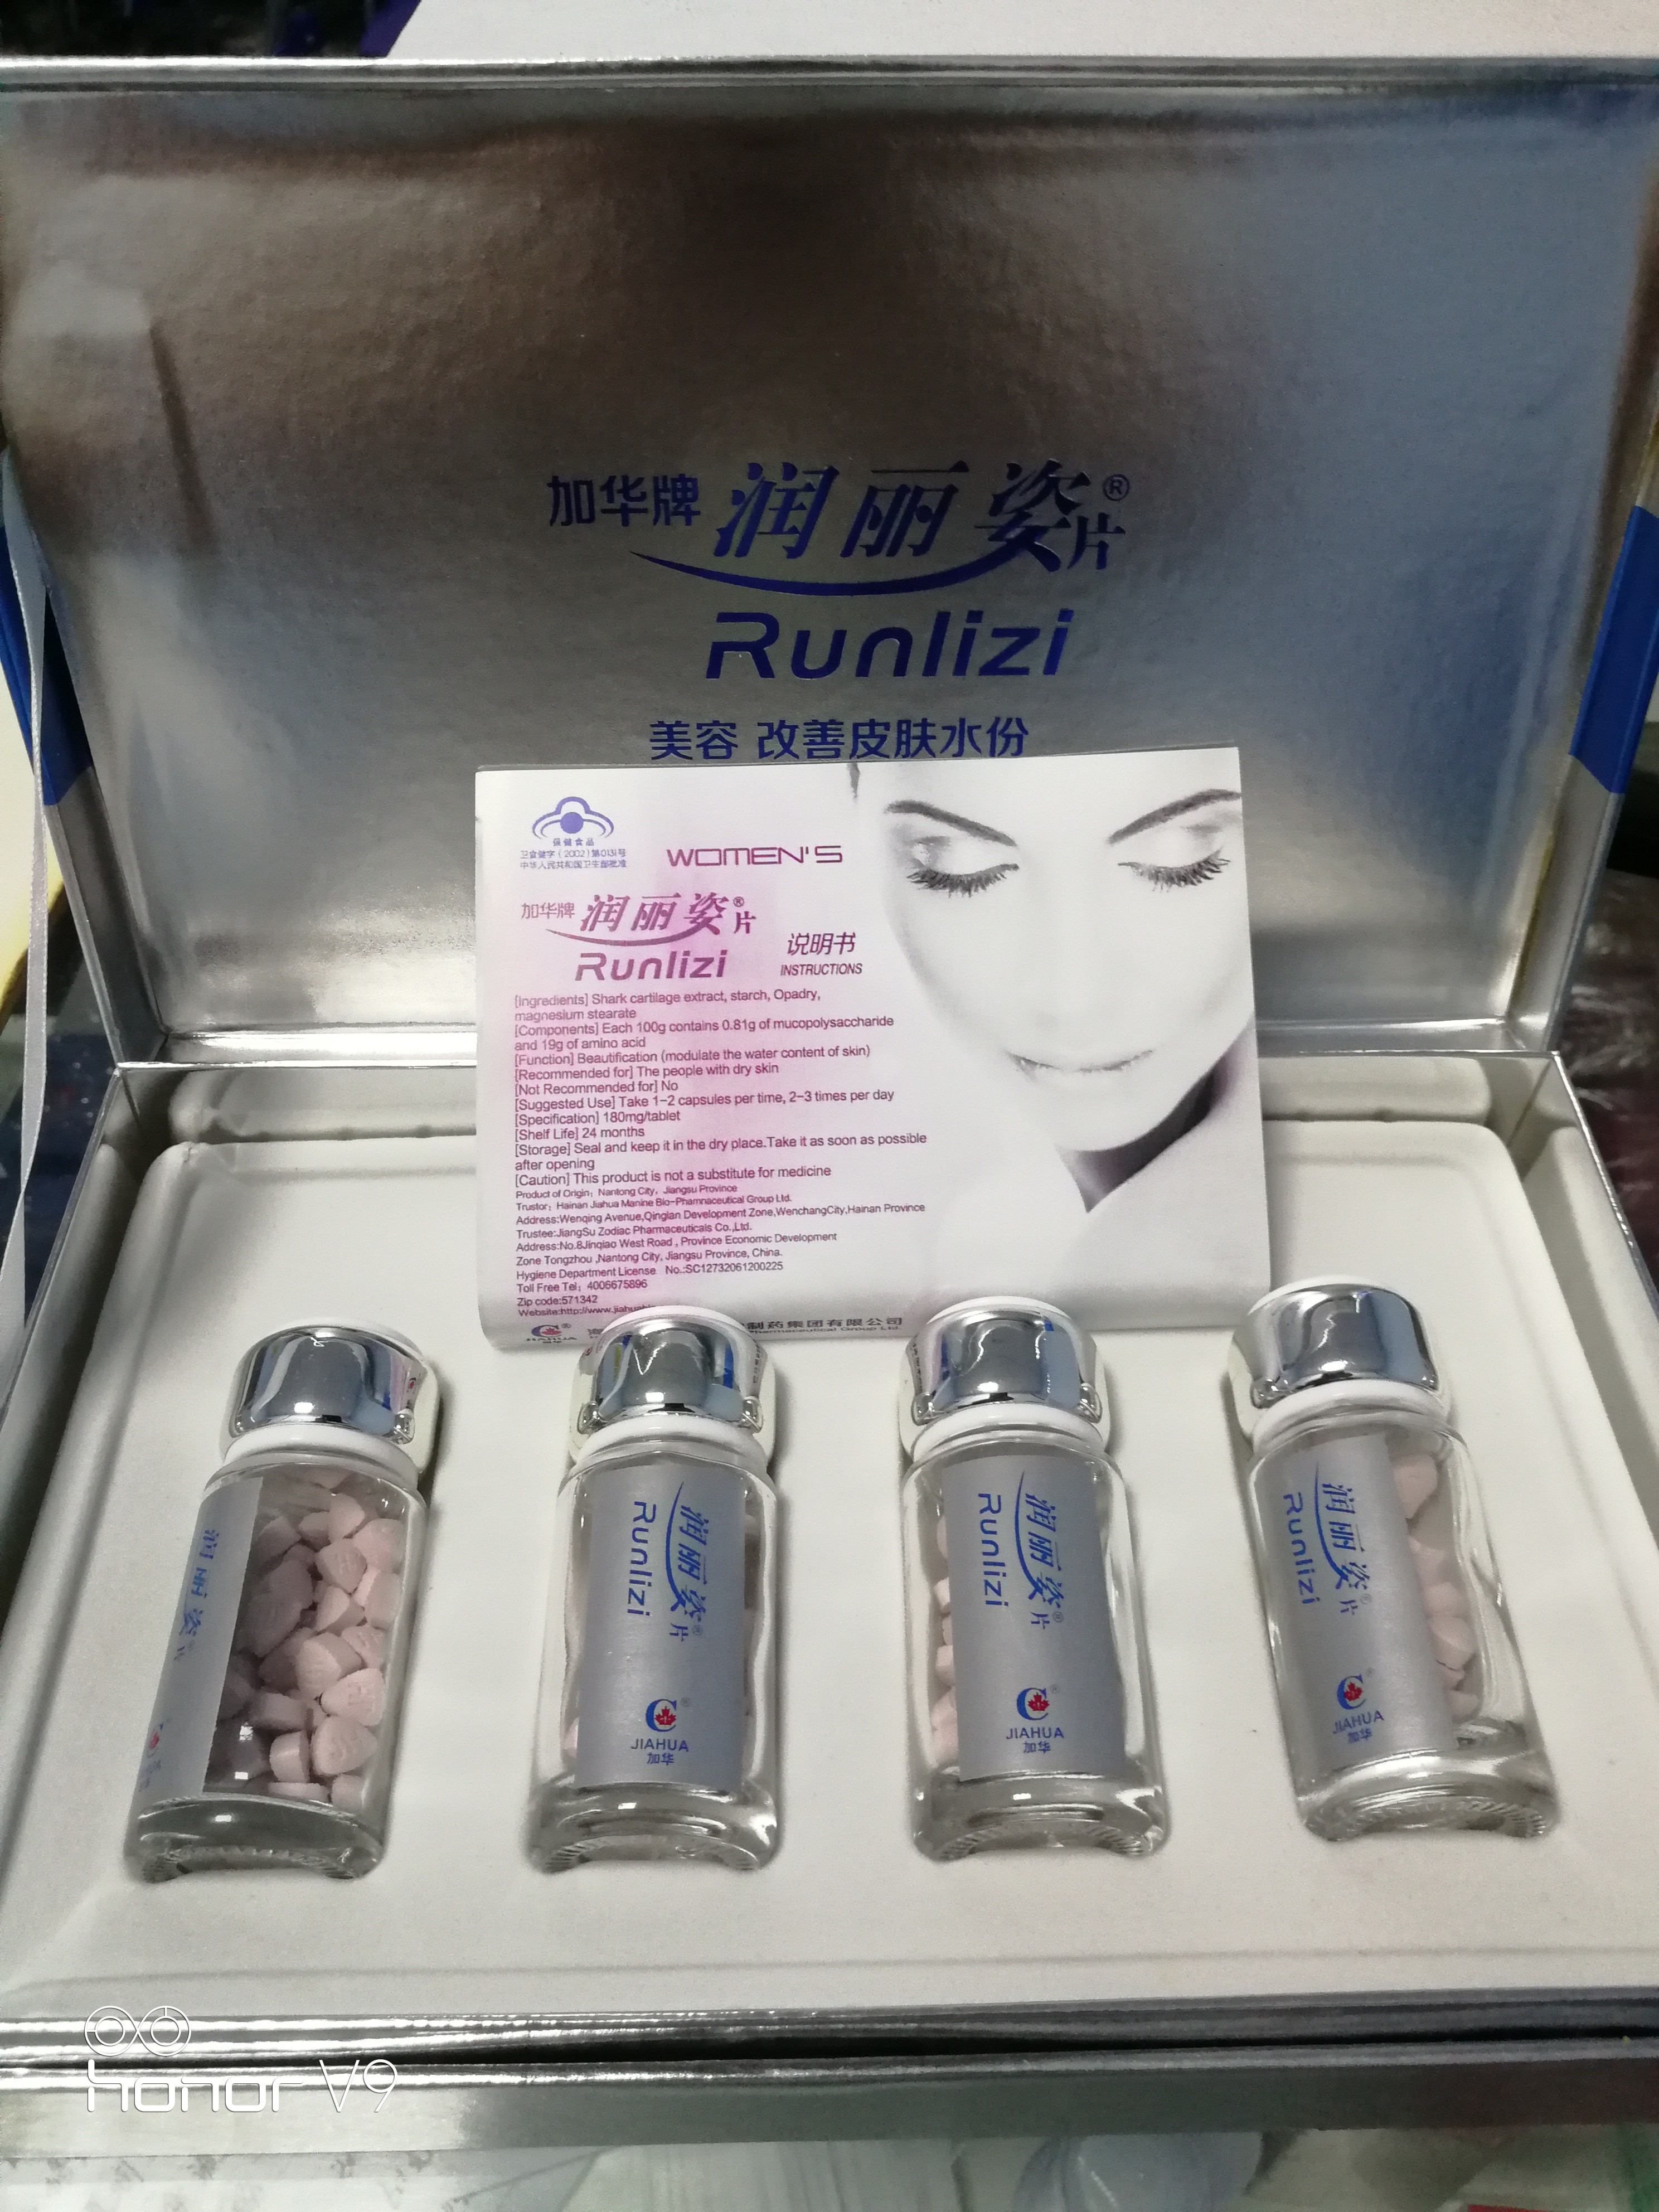 加华牌 润丽姿片®
Runlizi
美容 改善皮肤水份
保健食品
卫食健字(2002)第0131号
中华人民共和国卫生部批准
WOMEN'S
加华牌 润丽姿®片
Runlizi
说明书
INSTRUCTIONS
[Ingredients] Shark cartilage extract, starch, Opadry,
magnesium stearate
[Components] Each 100g contains 0.81g of mucopolysaccharide
and 19g of amino acid
[Function] Beautification (modulate the water content of skin)
[Recommended for] The people with dry skin
[Not Recommended for] No
[Suggested Use] Take 1-2 capsules per time, 2-3 times per day
[Specification] 180mg/tablet
[Shelf Life] 24 months
[Storage] Seal and keep it in the dry place.Take it as soon as possible
after opening
[Caution] This product is not a substitute for medicine
Product of Origin: Nantong City, Jiangsu Province
Trustor: Hainan Jiahua Marine Bio-Pharmaceutical Group Ltd.
Address:Wenqing Avenue,Qinglan Development Zone,WenchangCity,Hainan Province
Trustee:JiangSu Zodiac Pharmaceuticals Co.,Ltd.
Address:No.8Jinqiao West Road , Province Economic Development
Zone Tongzhou ,Nantong City, Jiangsu Province, China.
Hygiene Department License No.:SC12732061200225
Toll Free Tel: 4006675896
Zip code:571342
Website:http://www.jiahua
JIAHUA
制药集团有限公司
Pharmaceutical Group Ltd.
润丽姿®片
润丽姿®片
Runlizi
JIAHUA
加华
润丽姿®片
Runlizi
JIAHUA
加华
润丽姿®片
Runlizi
JIAHUA
加华
honor V9